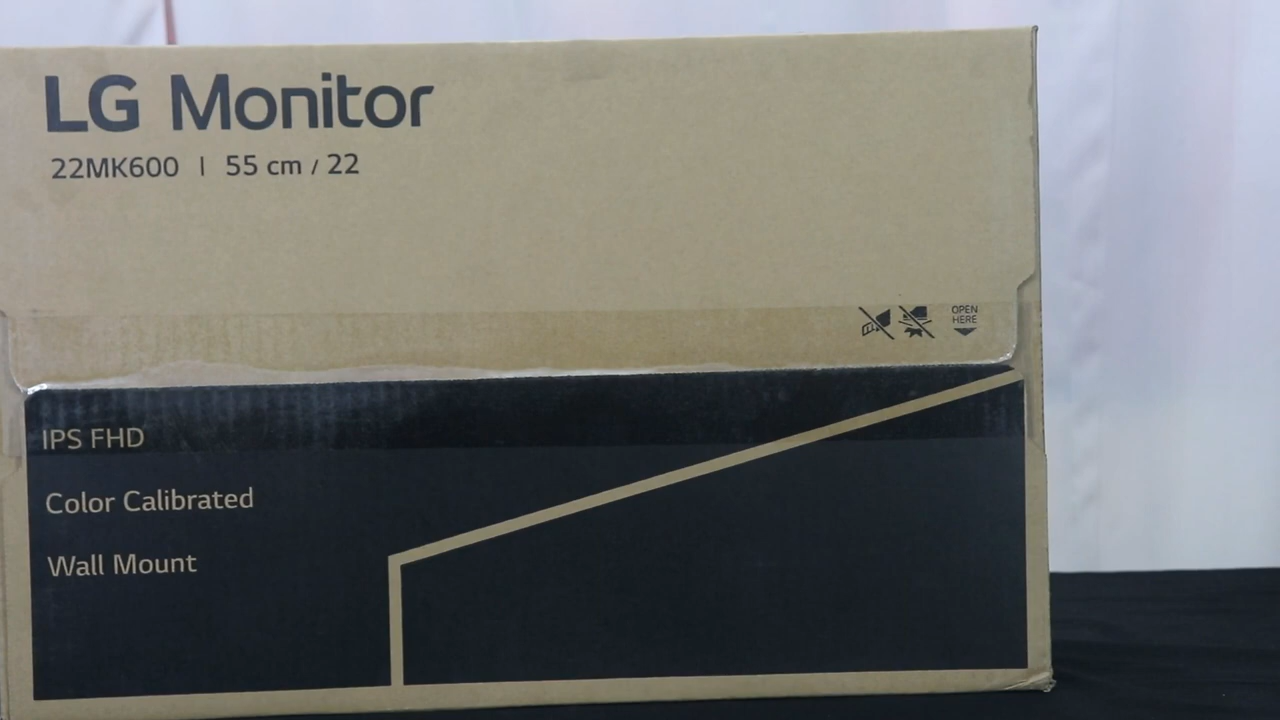 LG Monitor
22MK600 | 55 cm / 22
OPEN
HERE
IPS FHD
Color Calibrated
Wall Mount